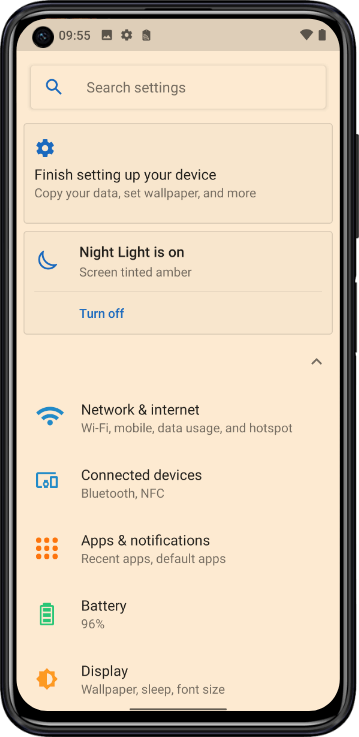 09:55
Search settings
Finish setting up your device
Copy your data, set wallpaper, and more
Night Light is on
Screen tinted amber
Turn off
Network & internet
Wi-Fi, mobile, data usage, and hotspot
Connected devices
Bluetooth, NFC
Apps & notifications
Recent apps, default apps
Battery
96%
Display
Wallpaper, sleep, font size